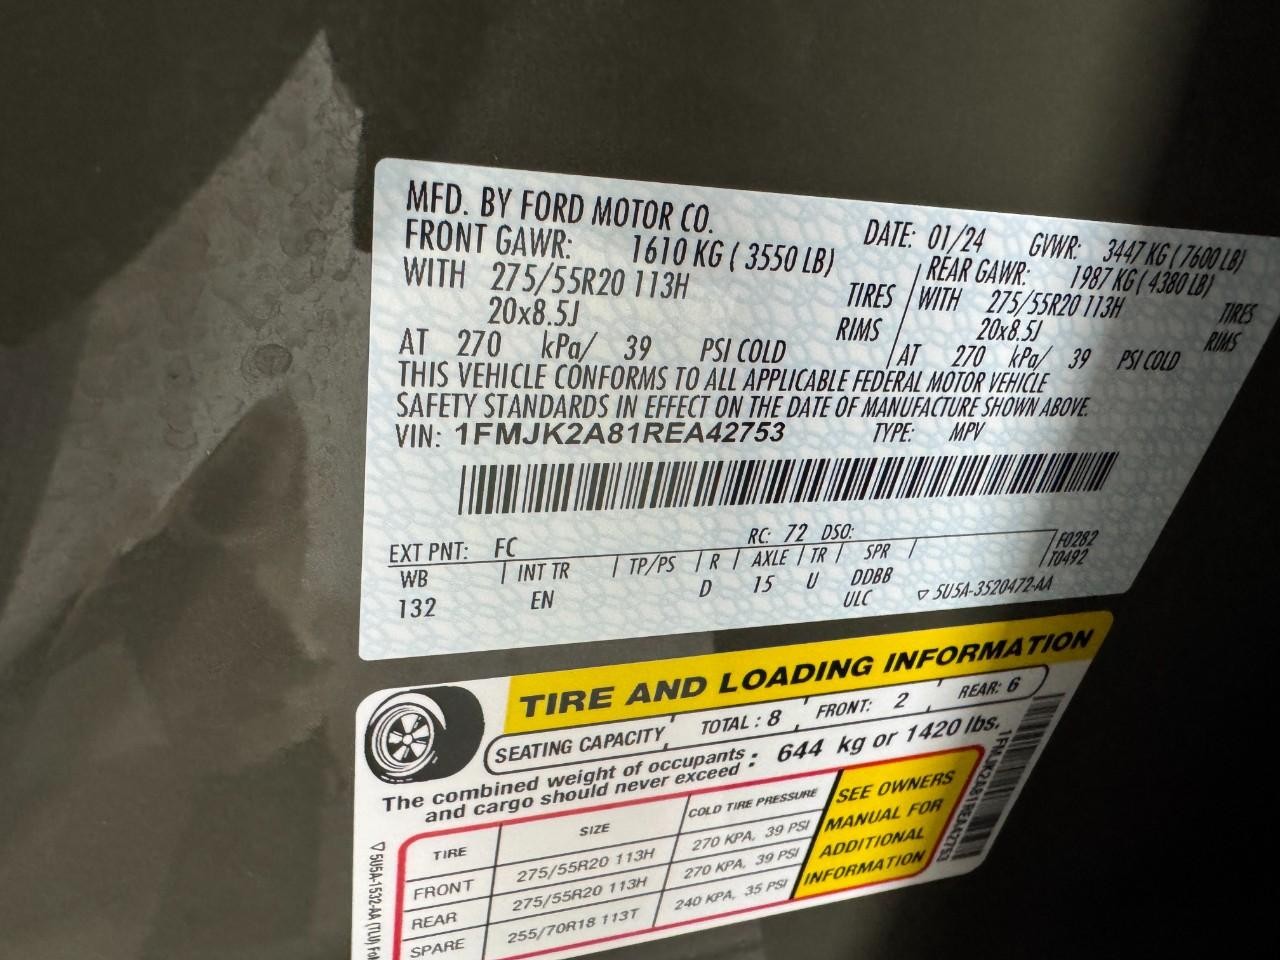 MFD. BY FORD MOTOR CO.
DATE: 01/24 GVWR: 3447 KG ( 7600 LB)
FRONT GAWR: 1610 KG ( 3550 LB) REAR GAWR: 1987 KG ( 4380 LB)
WITH 275/55R20 113H TIRES WITH 275/55R20 113H TIRES
20x8.5J RIMS 20x8.5J RIMS
AT 270 kPa/ 39 PSI COLD AT 270 kPa/ 39 PSI COLD
THIS VEHICLE CONFORMS TO ALL APPLICABLE FEDERAL MOTOR VEHICLE
SAFETY STANDARDS IN EFFECT ON THE DATE OF MANUFACTURE SHOWN ABOVE.
VIN: 1FMJK2A81REA42753 TYPE: MPV
EXT PNT: FC RC: 72 DSO: F0282
WB INT TR TP/PS R AXLE TR SPR T0492
132 EN D 15 U DDBB
ULC 5U5A-3520472-AA
TIRE AND LOADING INFORMATION
SEATING CAPACITY TOTAL : 8 FRONT: 2 REAR: 6
The combined weight of occupants
and cargo should never exceed : 644 kg or 1420 lbs.
TIRE SIZE COLD TIRE PRESSURE
FRONT 275/55R20 113H 270 KPA, 39 PSI
REAR 275/55R20 113H 270 KPA, 39 PSI
SPARE 255/70R18 113T 240 KPA, 35 PSI
SEE OWNERS
MANUAL FOR
ADDITIONAL
INFORMATION
1FMJK2A81REA42753
5U5A-1532-AA (TLU)